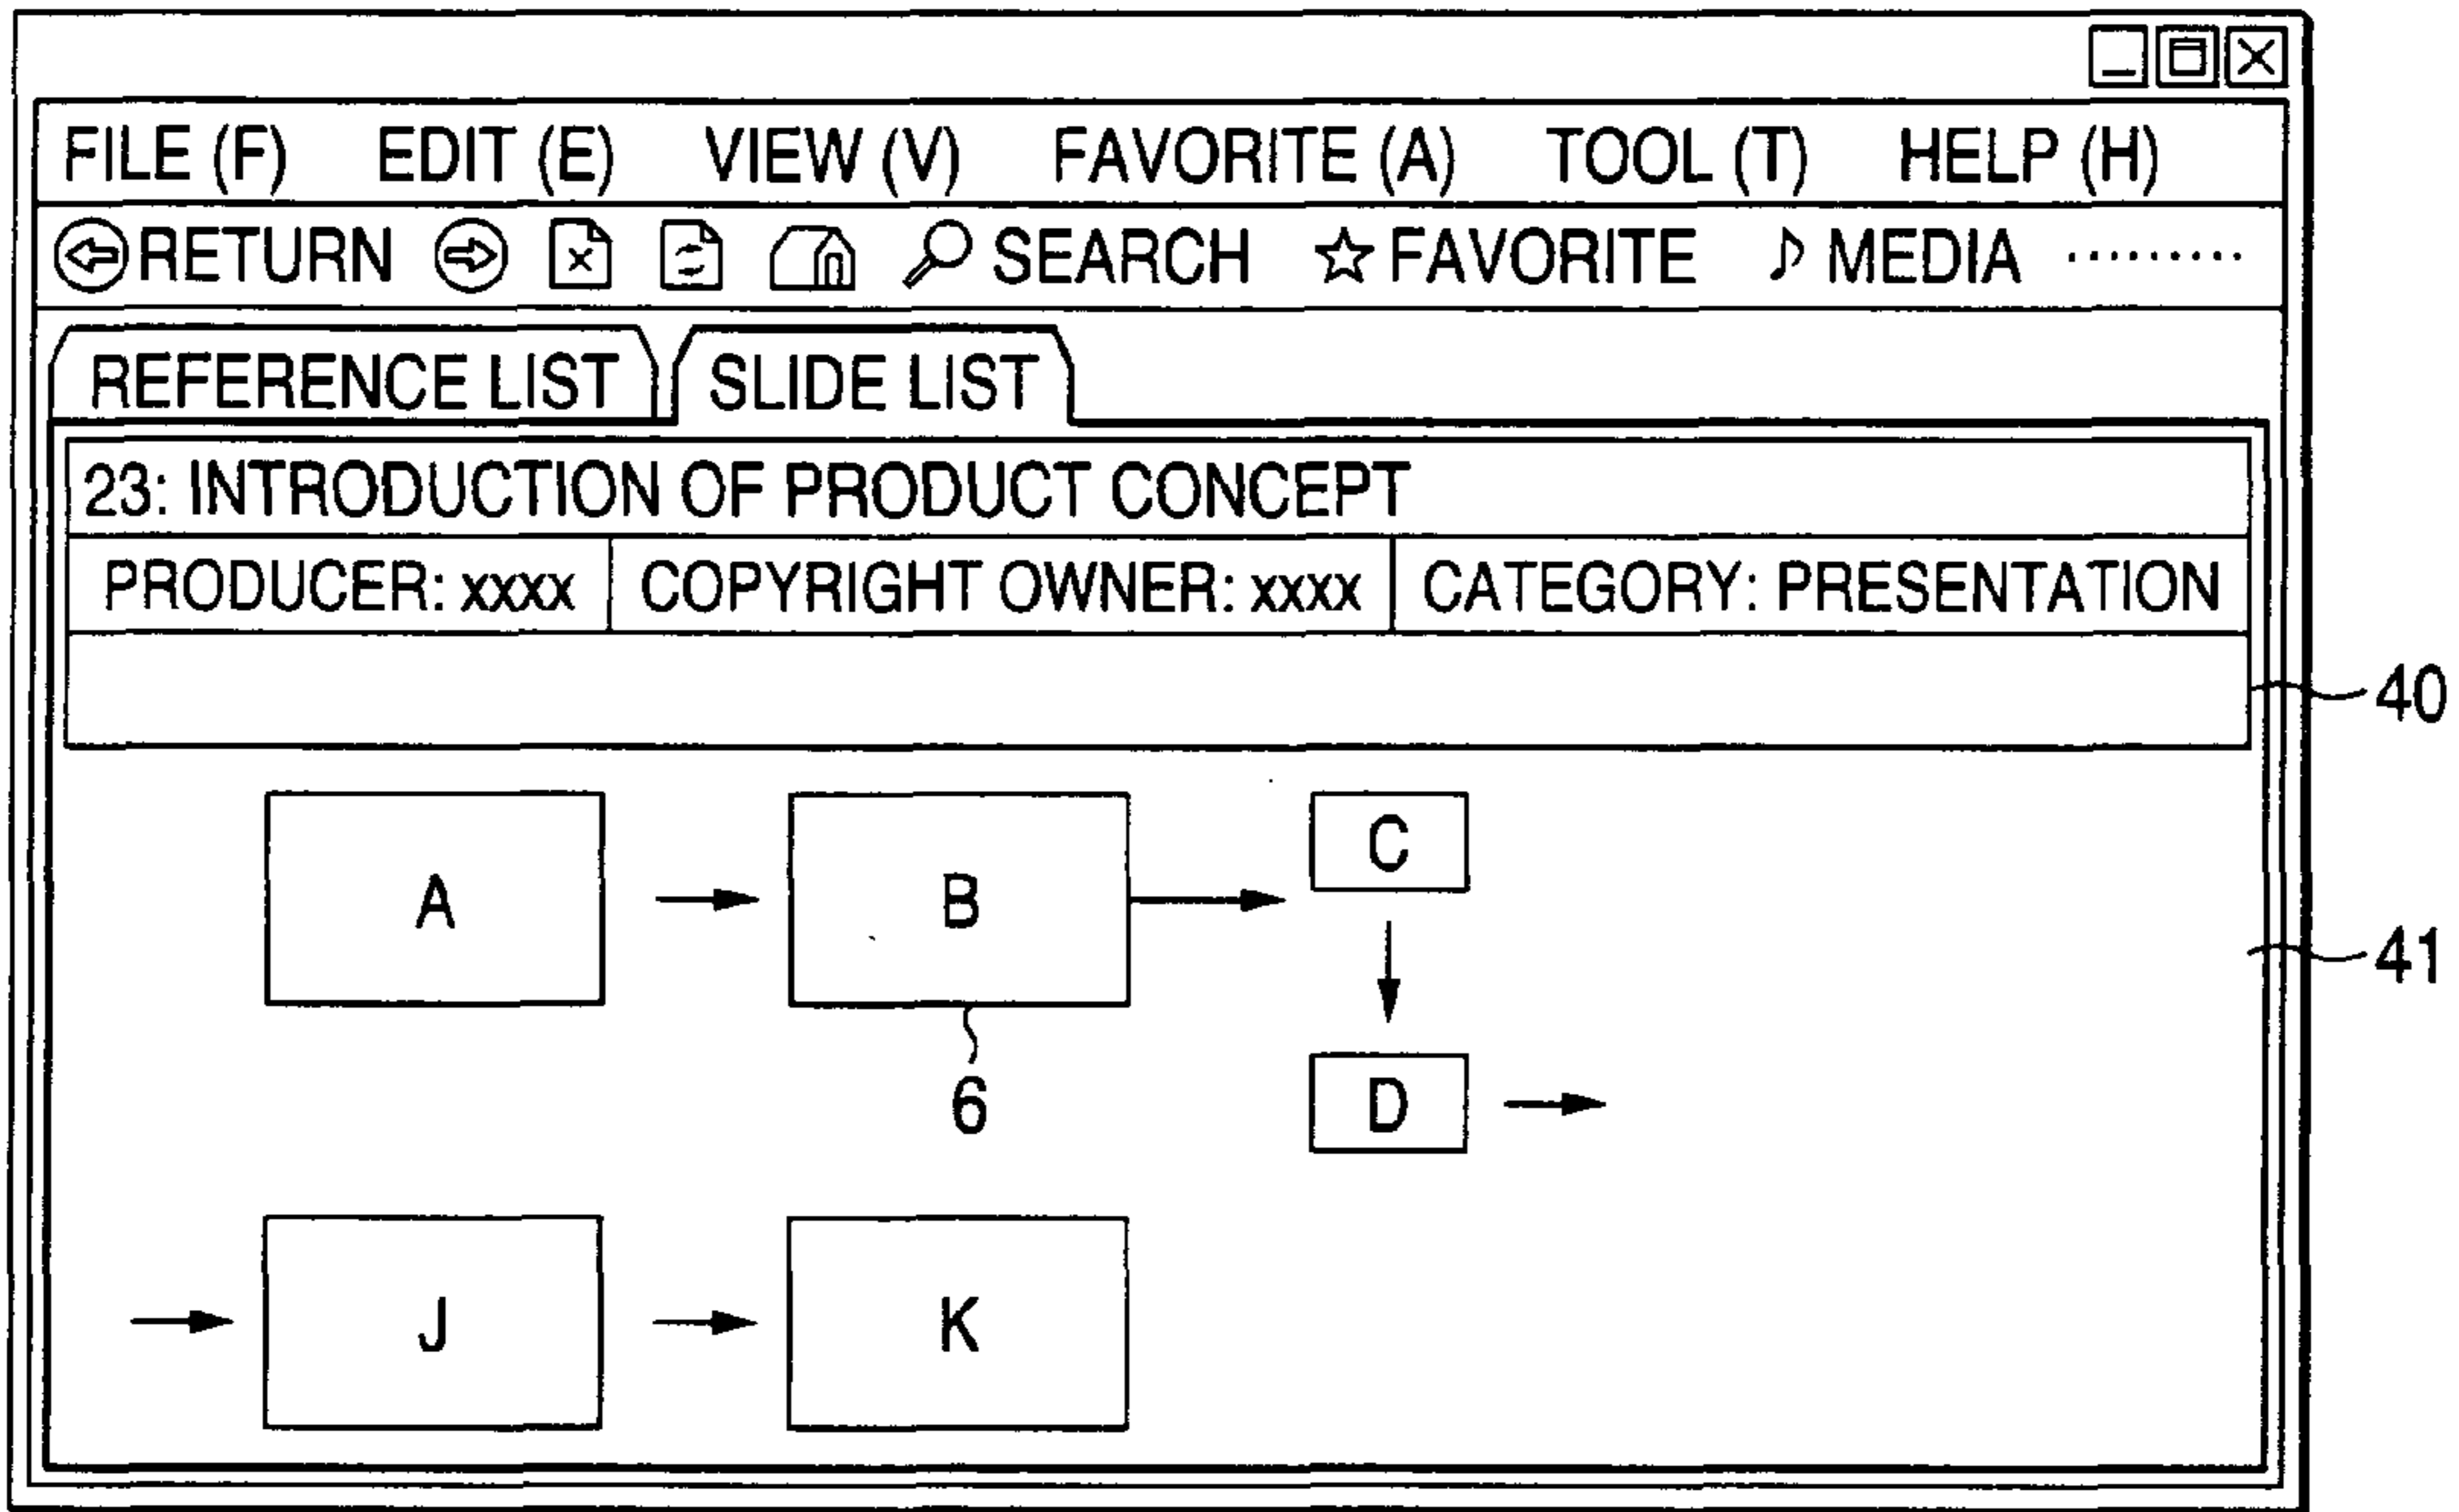 FILE (F) EDIT (E) VIEW (V) FAVORITE (A) TOOL (T) HELP (H)
RETURN SEARCH FAVORITE MEDIA ·········
REFERENCE LIST SLIDE LIST
23: INTRODUCTION OF PRODUCT CONCEPT
PRODUCER: xxxx COPYRIGHT OWNER: xxxx CATEGORY: PRESENTATION
40
A B C
41
6
D
J K